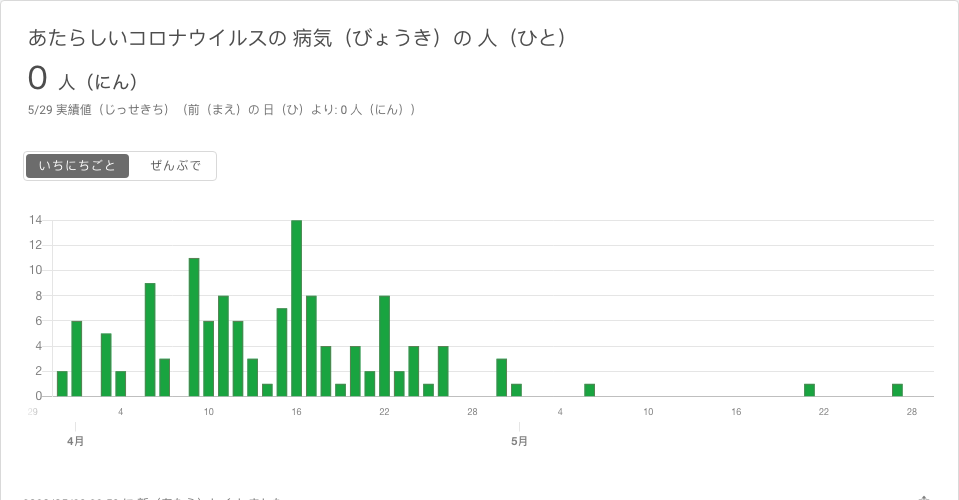 あたらしいコロナウイルスの 病気（びょうき）の 人（ひと）
0 人（にん）
5/29 実績値（じっせきち）（前（まえ）の 日（ひ）より: 0 人（にん））
いちにちごと ぜんぶで
14
12
10
8
6
4
2
0
29 4 10 16 22 28 4 10 16 22 28
4月 5月